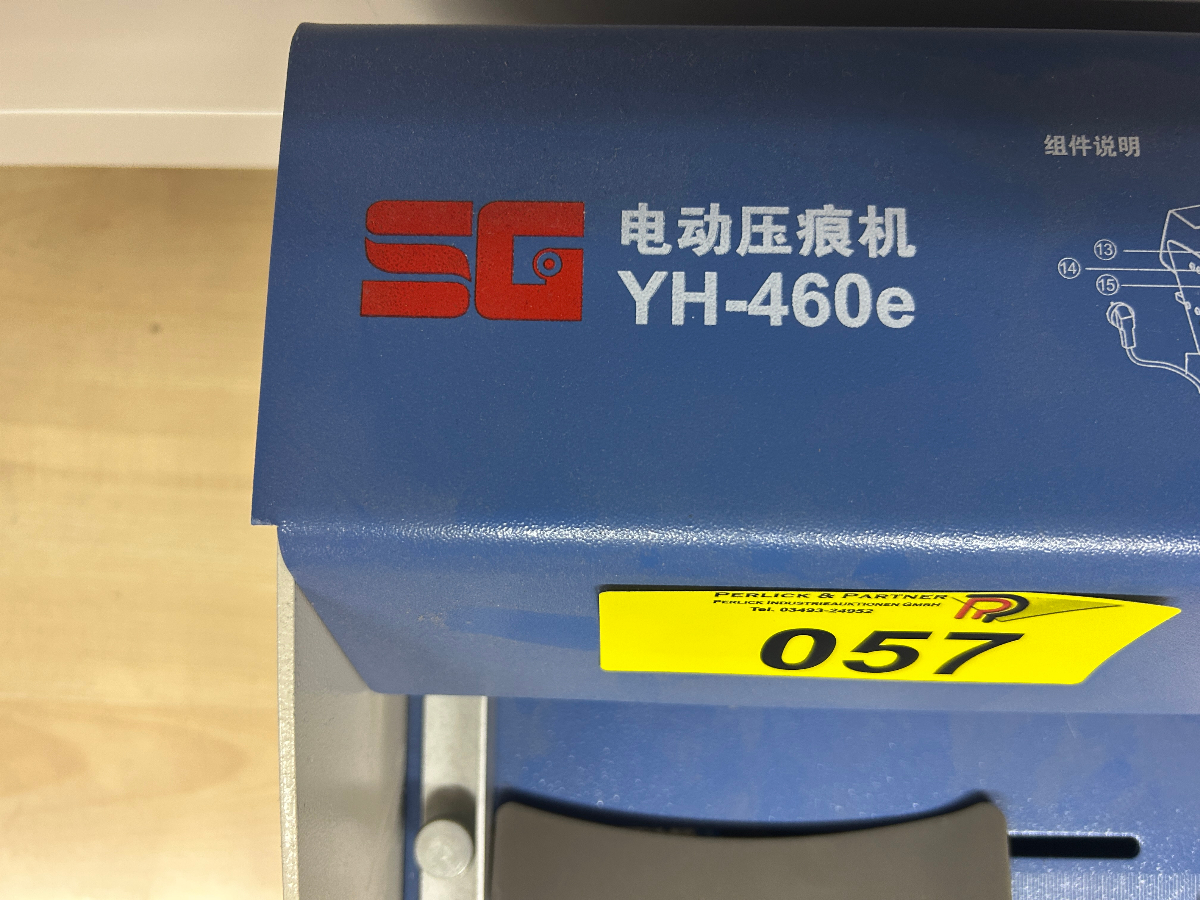 组件说明
SG
电动压痕机
YH-460e
13
14
15
PERLICK & PARTNER
PERLICK INDUSTRIEAUKTIONEN GMBH
Tel. 03493-24952
057